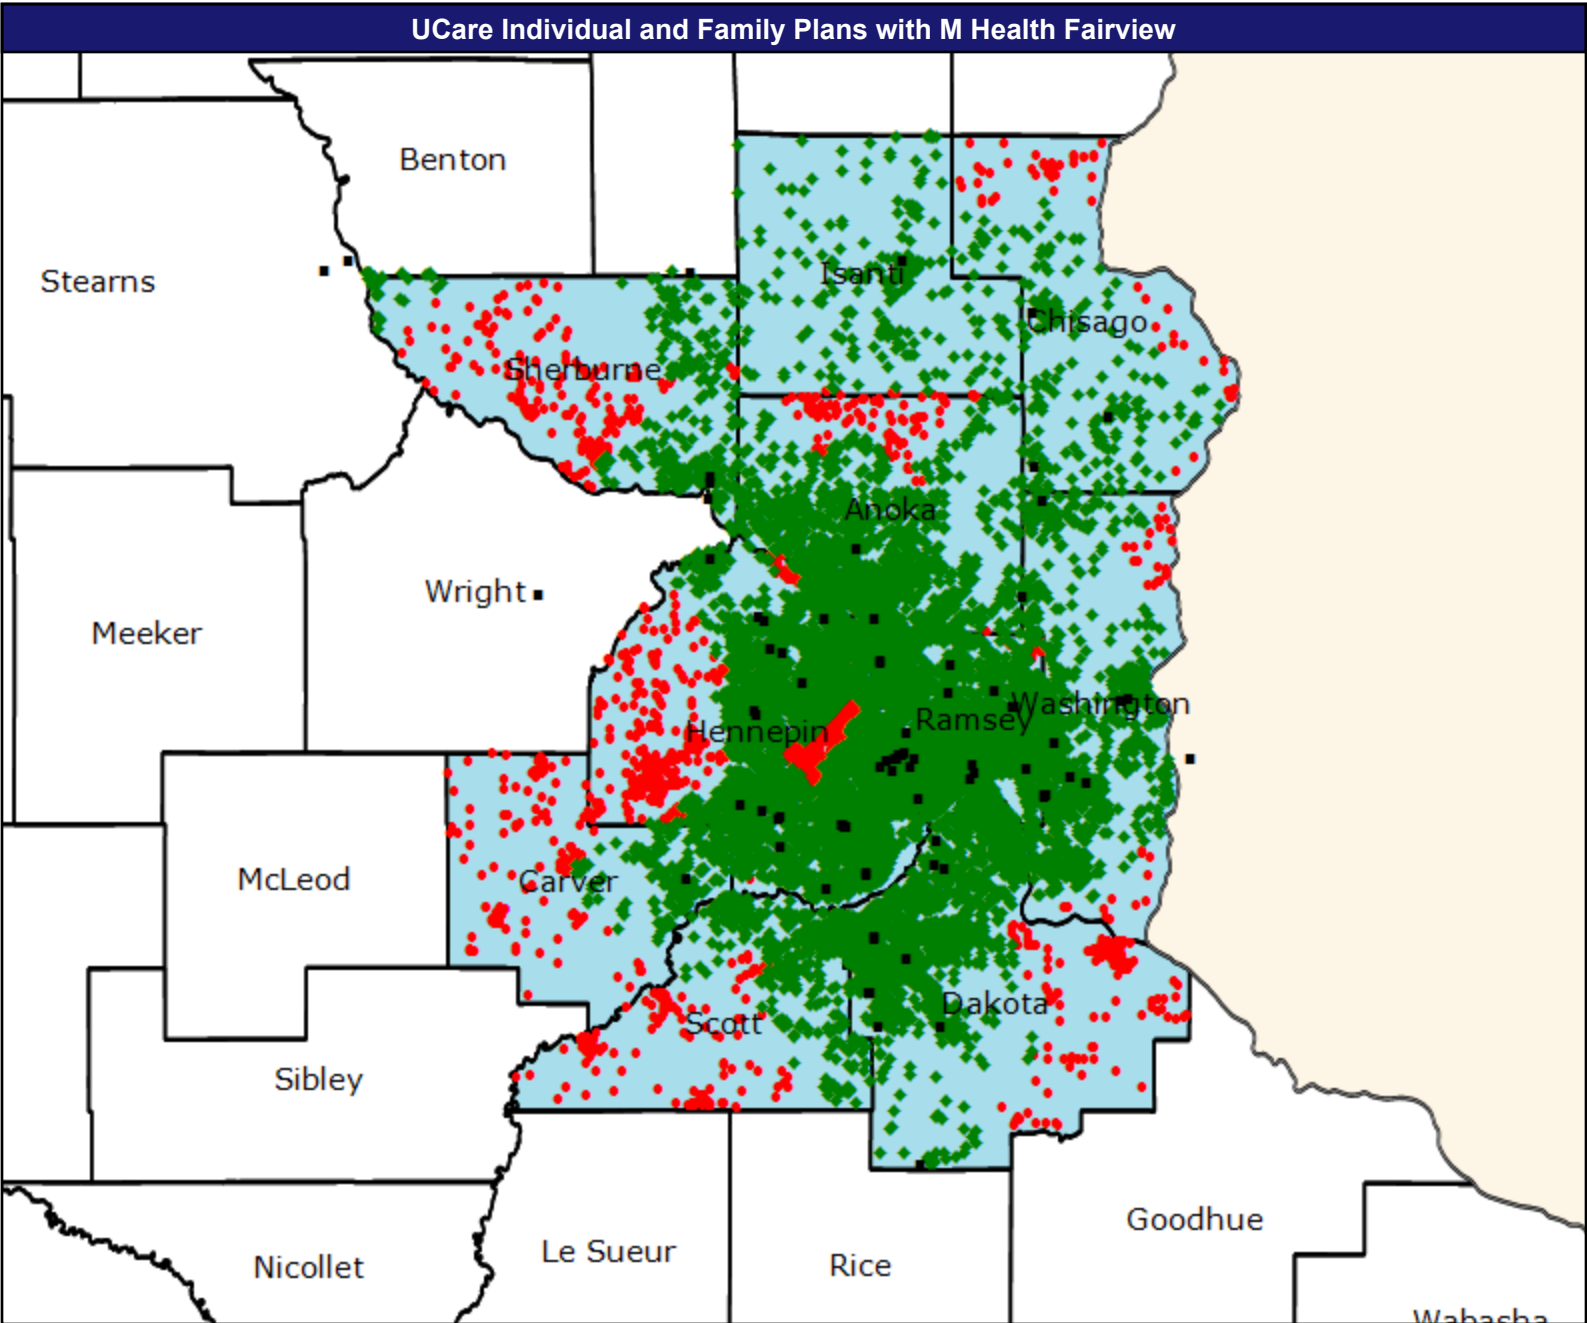 UCare Individual and Family Plans with M Health Fairview
Benton
Stearns
Isanti
Chisago
Sherburne
Anoka
Wright
Meeker
Washington
Ramsey
Hennepin
McLeod
Carver
Dakota
Scott
Sibley
Goodhue
Le Sueur
Rice
Nicollet
Wabasha